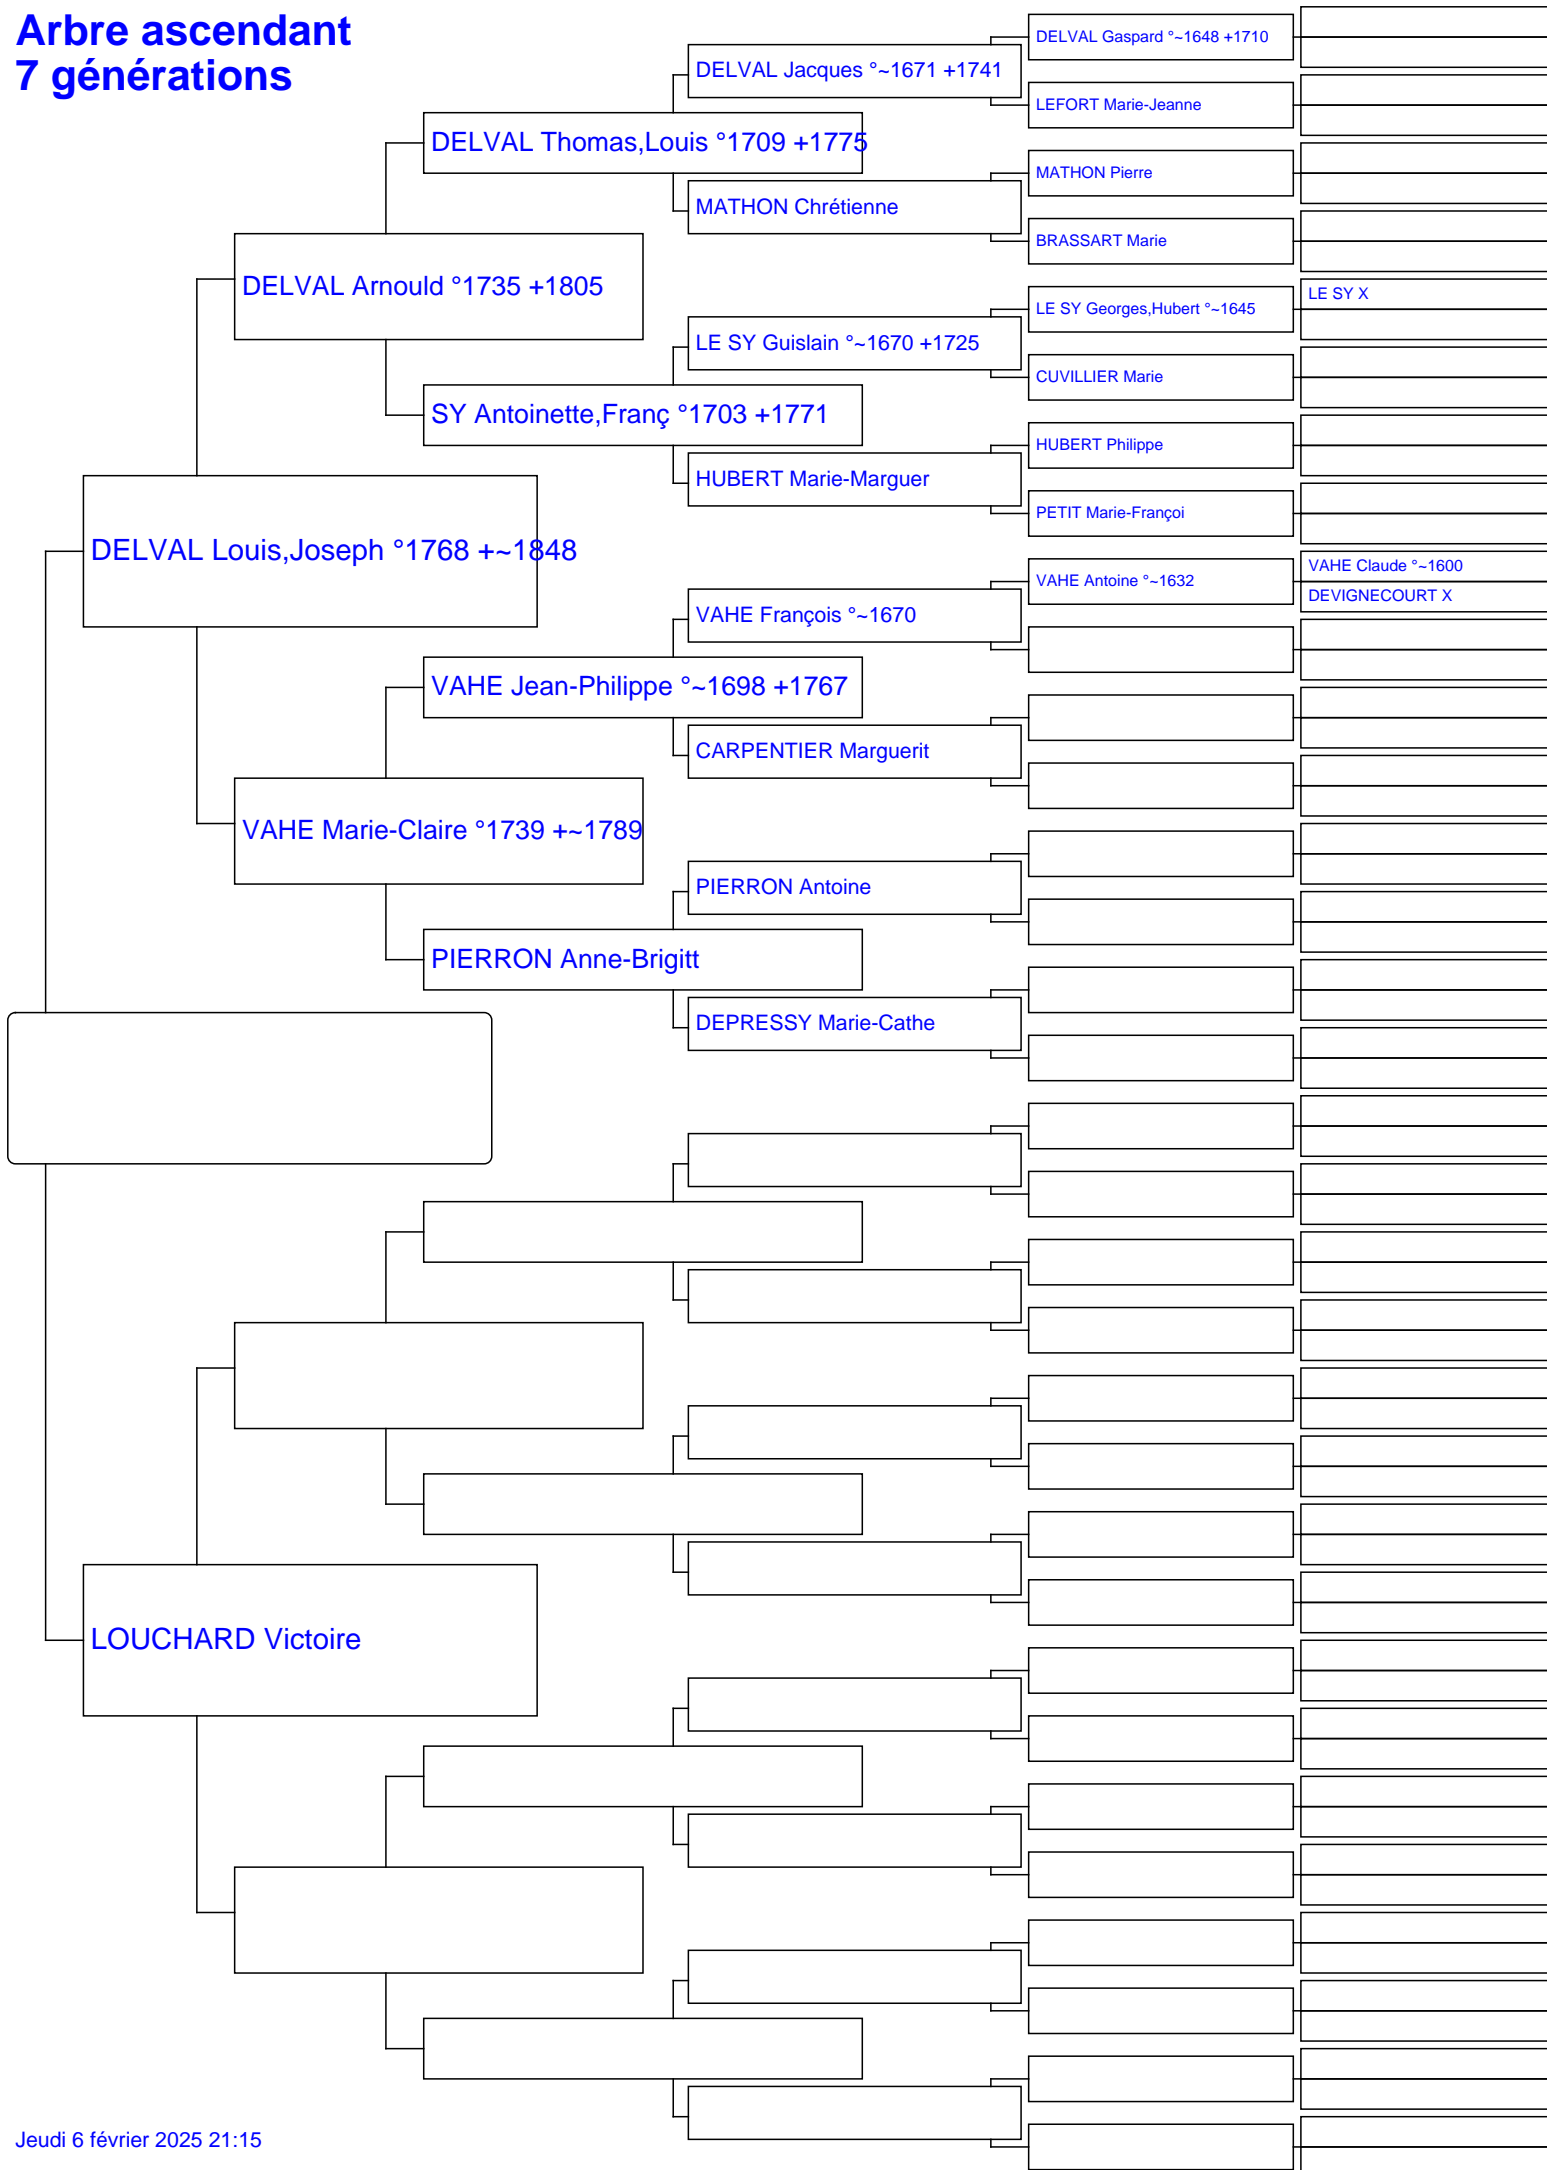 Arbre ascendant
7 générations
DELVAL Gaspard °~1648 +1710
DELVAL Jacques °~1671 +1741
LEFORT Marie-Jeanne
DELVAL Thomas,Louis °1709 +1775
MATHON Pierre
MATHON Chrétienne
BRASSART Marie
DELVAL Arnould °1735 +1805
LE SY X
LE SY Georges,Hubert °~1645
LE SY Guislain °~1670 +1725
CUVILLIER Marie
SY Antoinette,Franç °1703 +1771
HUBERT Philippe
HUBERT Marie-Marguer
PETIT Marie-Françoi
DELVAL Louis,Joseph °1768 +~1848
VAHE Claude °~1600
VAHE Antoine °~1632
DEVIGNECOURT X
VAHE François °~1670
VAHE Jean-Philippe °~1698 +1767
CARPENTIER Marguerit
VAHE Marie-Claire °1739 +~1789
PIERRON Antoine
PIERRON Anne-Brigitt
DEPRESSY Marie-Cathe
LOUCHARD Victoire
Jeudi 6 février 2025 21:15